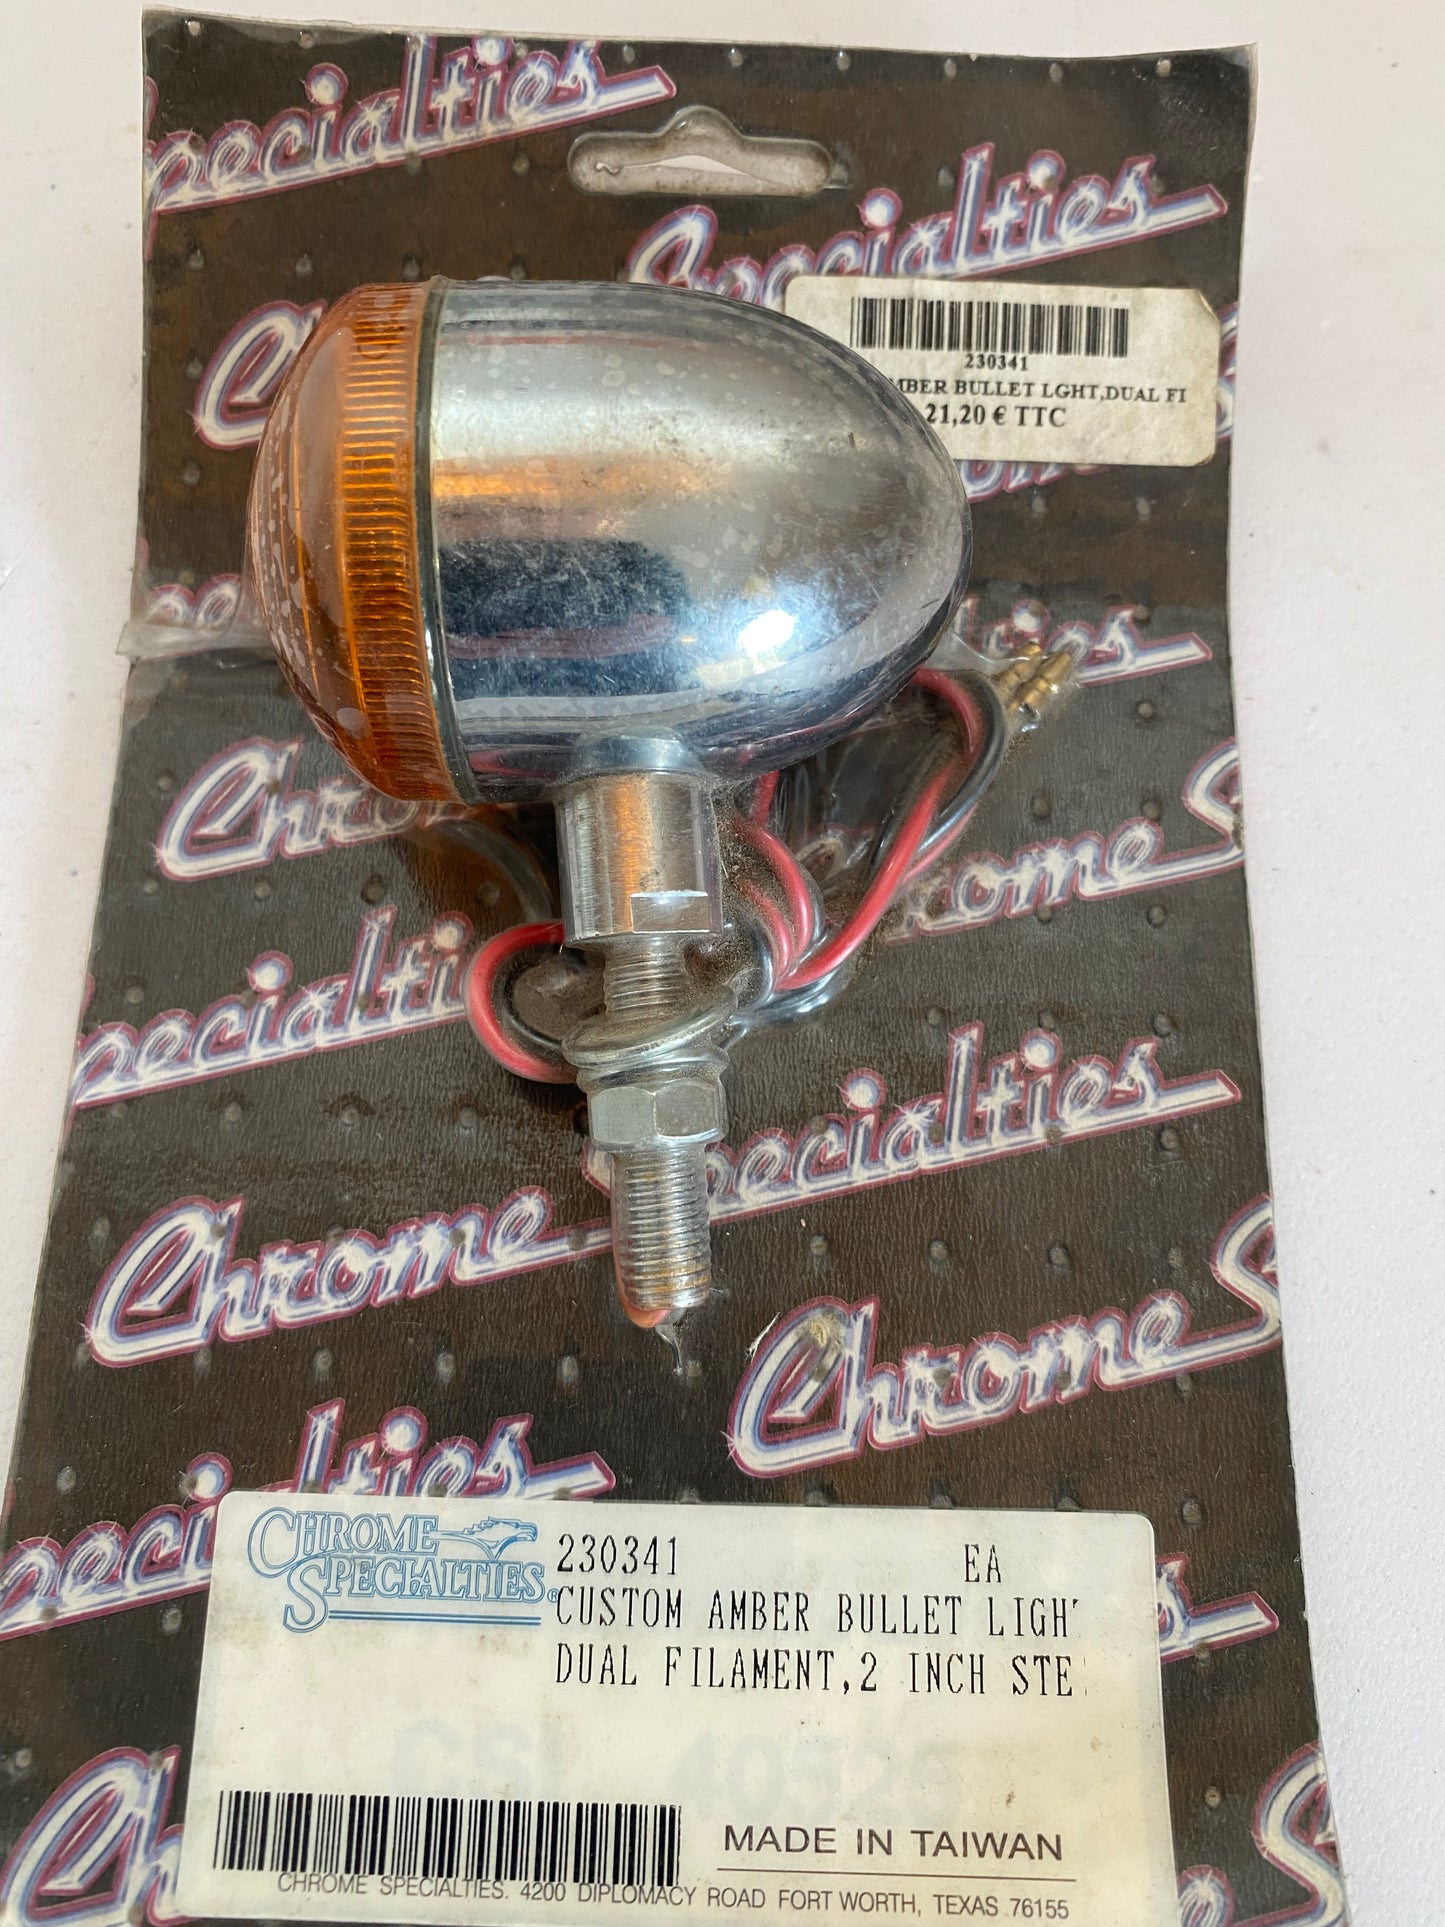 Specialties
Specialties
230341
MBER BULLET LGHT,DUAL FI
21,20 € TTC
Chrome S
Specialties
Chrome
Specialties
Chrome S
Specialties
CHROME
SPECIALTIES®
230341 EA
CUSTOM AMBER BULLET LIGHT
DUAL FILAMENT,2 INCH STE
MADE IN TAIWAN
CHROME SPECIALTIES. 4200 DIPLOMACY ROAD FORT WORTH, TEXAS 76155